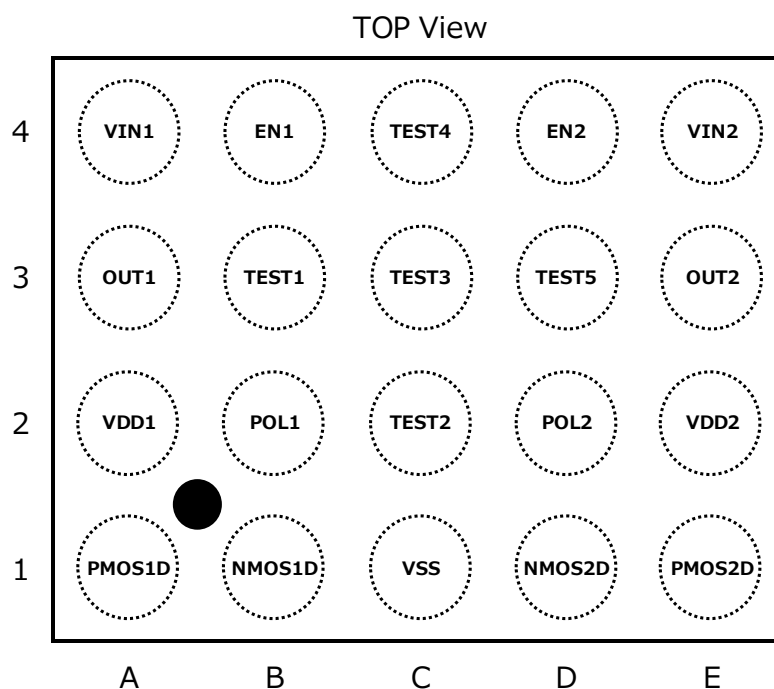 TOP View
4 VIN1 EN1 TEST4 EN2 VIN2
3 OUT1 TEST1 TEST3 TEST5 OUT2
2 VDD1 POL1 TEST2 POL2 VDD2
1 PMOS1D NMOS1D VSS NMOS2D PMOS2D
A B C D E